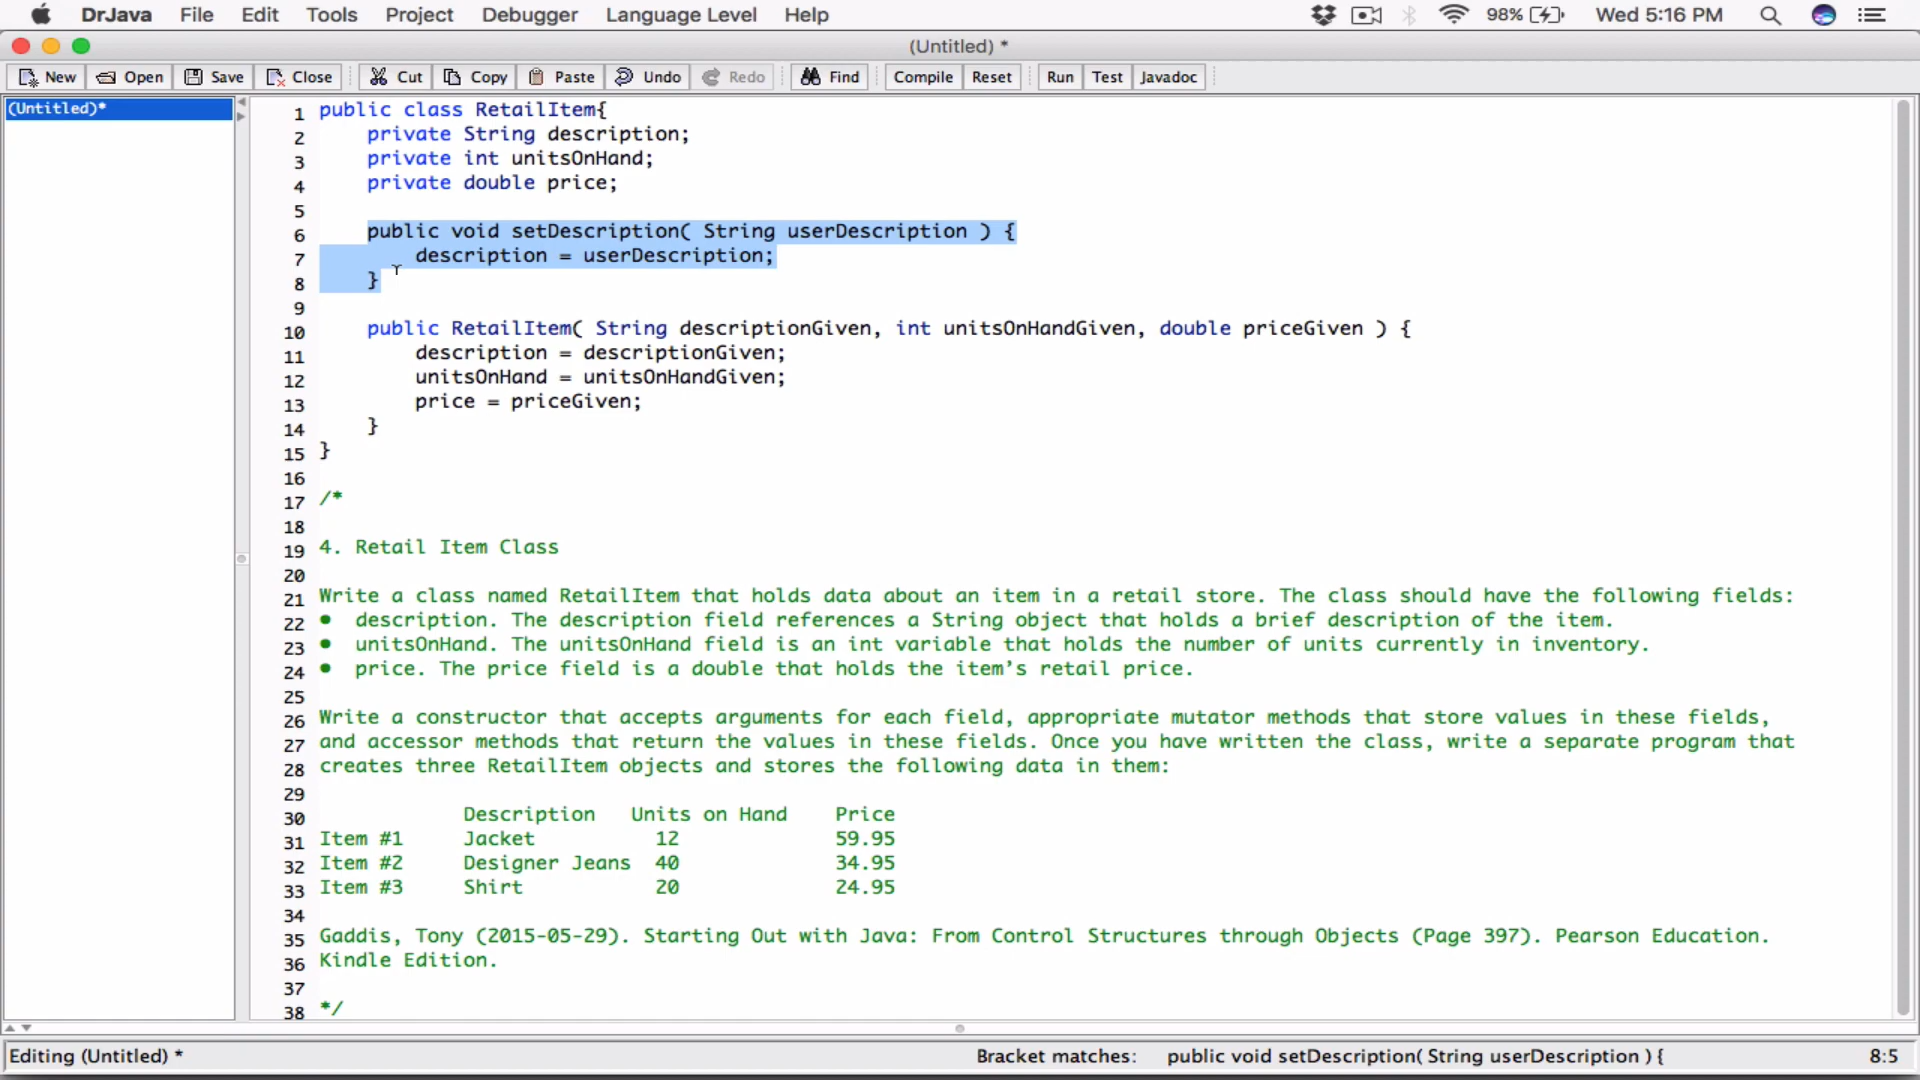 DrJava File Edit Tools Project Debugger Language Level Help 98% Wed 5:16 PM
(Untitled) *
New Open Save Close Cut Copy Paste Undo Redo Find Compile Reset Run Test Javadoc
(Untitled)*
1 public class RetailItem{
2 private String description;
3 private int unitsOnHand;
4 private double price;
5
6 public void setDescription( String userDescription ) {
7 description = userDescription;
8 }
9
10 public RetailItem( String descriptionGiven, int unitsOnHandGiven, double priceGiven ) {
11 description = descriptionGiven;
12 unitsOnHand = unitsOnHandGiven;
13 price = priceGiven;
14 }
15 }
16
17 /*
18
19 4. Retail Item Class
20
21 Write a class named RetailItem that holds data about an item in a retail store. The class should have the following fields:
22 • description. The description field references a String object that holds a brief description of the item.
23 • unitsOnHand. The unitsOnHand field is an int variable that holds the number of units currently in inventory.
24 • price. The price field is a double that holds the item’s retail price.
25
26 Write a constructor that accepts arguments for each field, appropriate mutator methods that store values in these fields,
27 and accessor methods that return the values in these fields. Once you have written the class, write a separate program that
28 creates three RetailItem objects and stores the following data in them:
29
30 Description Units on Hand Price
31 Item #1 Jacket 12 59.95
32 Item #2 Designer Jeans 40 34.95
33 Item #3 Shirt 20 24.95
34
35 Gaddis, Tony (2015-05-29). Starting Out with Java: From Control Structures through Objects (Page 397). Pearson Education.
36 Kindle Edition.
37
38 */
Editing (Untitled) * Bracket matches: public void setDescription( String userDescription ) { 8:5